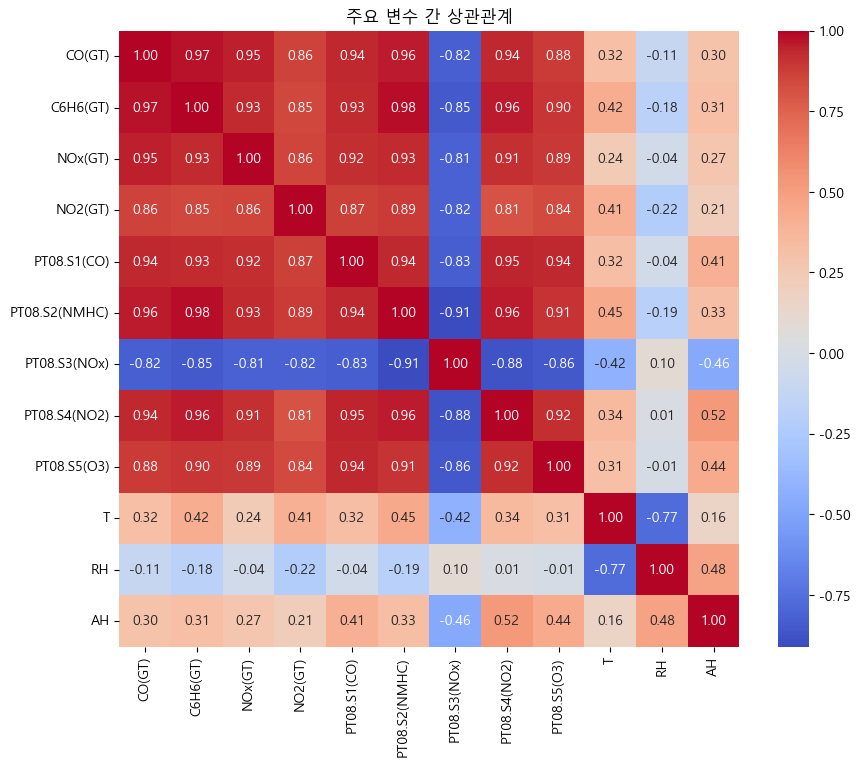 주요 변수 간 상관관계
CO(GT) 1.00 0.97 0.95 0.86 0.94 0.96 -0.82 0.94 0.88 0.32 -0.11 0.30
C6H6(GT) 0.97 1.00 0.93 0.85 0.93 0.98 -0.85 0.96 0.90 0.42 -0.18 0.31
NOx(GT) 0.95 0.93 1.00 0.86 0.92 0.93 -0.81 0.91 0.89 0.24 -0.04 0.27
NO2(GT) 0.86 0.85 0.86 1.00 0.87 0.89 -0.82 0.81 0.84 0.41 -0.22 0.21
PT08.S1(CO) 0.94 0.93 0.92 0.87 1.00 0.94 -0.83 0.95 0.94 0.32 -0.04 0.41
PT08.S2(NMHC) 0.96 0.98 0.93 0.89 0.94 1.00 -0.91 0.96 0.91 0.45 -0.19 0.33
PT08.S3(NOx) -0.82 -0.85 -0.81 -0.82 -0.83 -0.91 1.00 -0.88 -0.86 -0.42 0.10 -0.46
PT08.S4(NO2) 0.94 0.96 0.91 0.81 0.95 0.96 -0.88 1.00 0.92 0.34 0.01 0.52
PT08.S5(O3) 0.88 0.90 0.89 0.84 0.94 0.91 -0.86 0.92 1.00 0.31 -0.01 0.44
T 0.32 0.42 0.24 0.41 0.32 0.45 -0.42 0.34 0.31 1.00 -0.77 0.16
RH -0.11 -0.18 -0.04 -0.22 -0.04 -0.19 0.10 0.01 -0.01 -0.77 1.00 0.48
AH 0.30 0.31 0.27 0.21 0.41 0.33 -0.46 0.52 0.44 0.16 0.48 1.00
CO(GT) C6H6(GT) NOx(GT) NO2(GT) PT08.S1(CO) PT08.S2(NMHC) PT08.S3(NOx) PT08.S4(NO2) PT08.S5(O3) T RH AH
1.00
0.75
0.50
0.25
0.00
-0.25
-0.50
-0.75